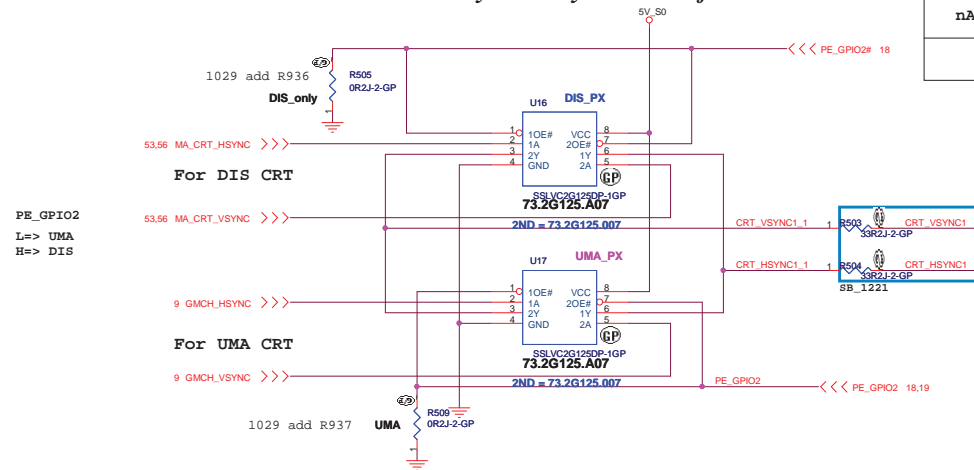 5V_S0
nA
PE_GPIO2# 18
1029 add R936
R505
0R2J-2-GP
DIS_only
1
U16
DIS_PX
1 1OE# VCC 8
2 1A 2OE# 7
3 2Y 1Y 6
4 GND 2A 5
GP
SSLVC2G125DP-1GP
73.2G125.A07
2ND = 73.2G125.007
53,56 MA_CRT_HSYNC
For DIS CRT
53,56 MA_CRT_VSYNC
PE_GPIO2
L=> UMA
H=> DIS
CRT_VSYNC1_1
1
R503
33R2J-2-GP
CRT_VSYNC1
CRT_HSYNC1_1
1
R504
33R2J-2-GP
CRT_HSYNC1
SB_1221
U17
UMA_PX
1 1OE# VCC 8
2 1A 2OE# 7
3 2Y 1Y 6
4 GND 2A 5
GP
SSLVC2G125DP-1GP
73.2G125.A07
2ND = 73.2G125.007
9 GMCH_HSYNC
For UMA CRT
9 GMCH_VSYNC
PE_GPIO2
PE_GPIO2 18,19
1029 add R937
UMA
R509
0R2J-2-GP
1